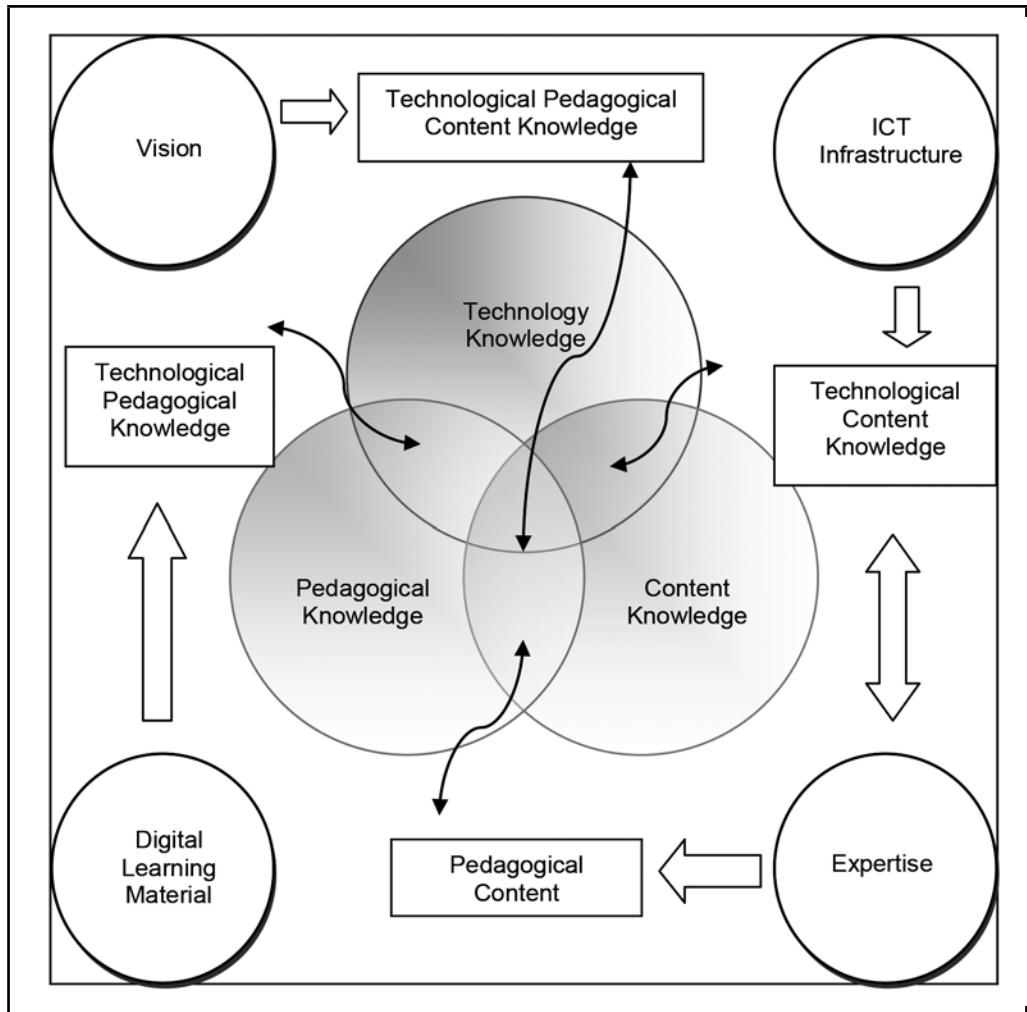 Technological Pedagogical
Content Knowledge
Vision
ICT
Infrastructure
Technology
Knowledge
Technological
Pedagogical
Knowledge
Technological
Content
Knowledge
Pedagogical
Knowledge
Content
Knowledge
Digital
Learning
Material
Pedagogical
Content
Expertise